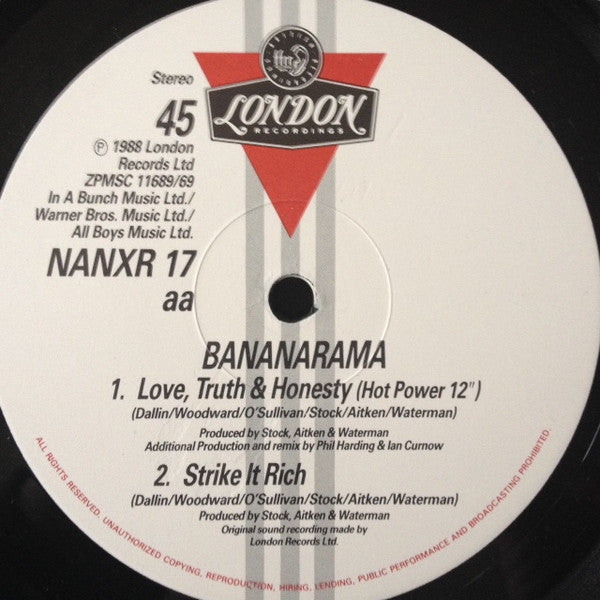 Stereo
45
LONDON
RECORDINGS
℗ 1988 London
Records Ltd
ZPMSC 11689/69
In A Bunch Music Ltd./
Warner Bros. Music Ltd./
All Boys Music Ltd.
NANXR 17
aa
BANANARAMA
1. Love, Truth & Honesty (Hot Power 12")
(Dallin/Woodward/O'Sullivan/Stock/Aitken/Waterman)
Produced by Stock, Aitken & Waterman
Additional Production and remix by Phil Harding & Ian Curnow
2. Strike It Rich
(Dallin/Woodward/O'Sullivan/Stock/Aitken/Waterman)
Produced by Stock, Aitken & Waterman
Original sound recording made by
London Records Ltd.
ALL RIGHTS RESERVED. UNAUTHORIZED COPYING, REPRODUCTION, HIRING, LENDING, PUBLIC PERFORMANCE AND BROADCASTING PROHIBITED.